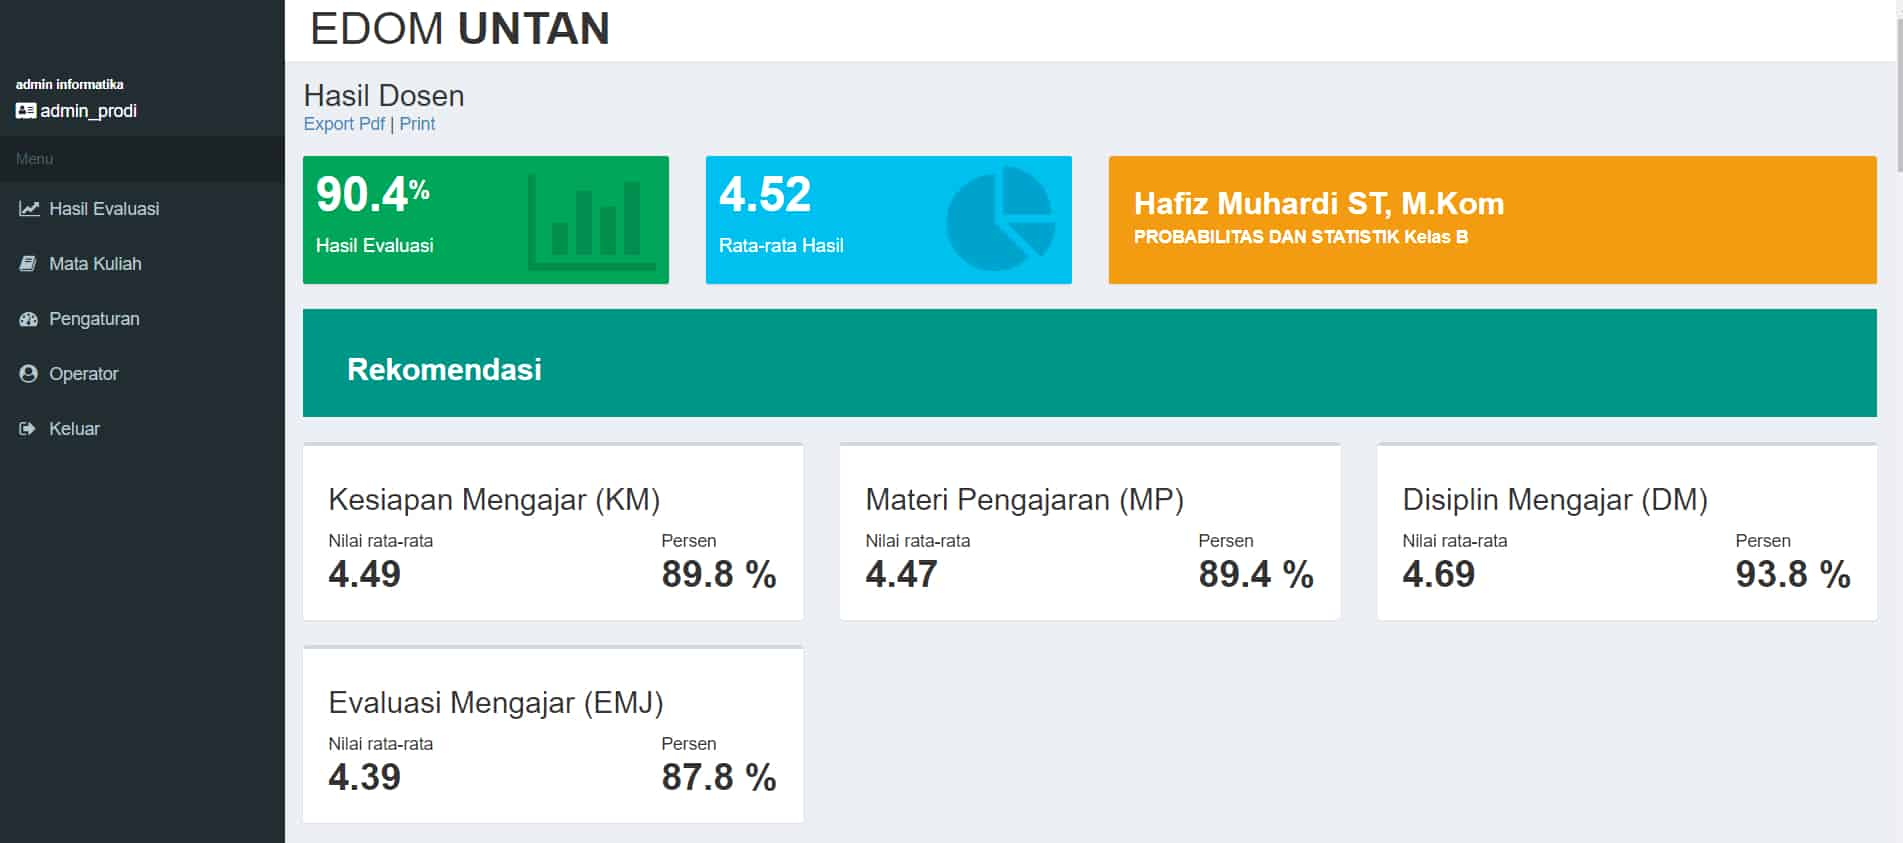 EDOM UNTAN
admin informatika
admin_prodi
Menu
Hasil Evaluasi
Mata Kuliah
Pengaturan
Operator
Keluar
Hasil Dosen
Export Pdf | Print
90.4%
Hasil Evaluasi
4.52
Rata-rata Hasil
Hafiz Muhardi ST, M.Kom
PROBABILITAS DAN STATISTIK Kelas B
Rekomendasi
Kesiapan Mengajar (KM)
Nilai rata-rata Persen
4.49 89.8 %
Materi Pengajaran (MP)
Nilai rata-rata Persen
4.47 89.4 %
Disiplin Mengajar (DM)
Nilai rata-rata Persen
4.69 93.8 %
Evaluasi Mengajar (EMJ)
Nilai rata-rata Persen
4.39 87.8 %